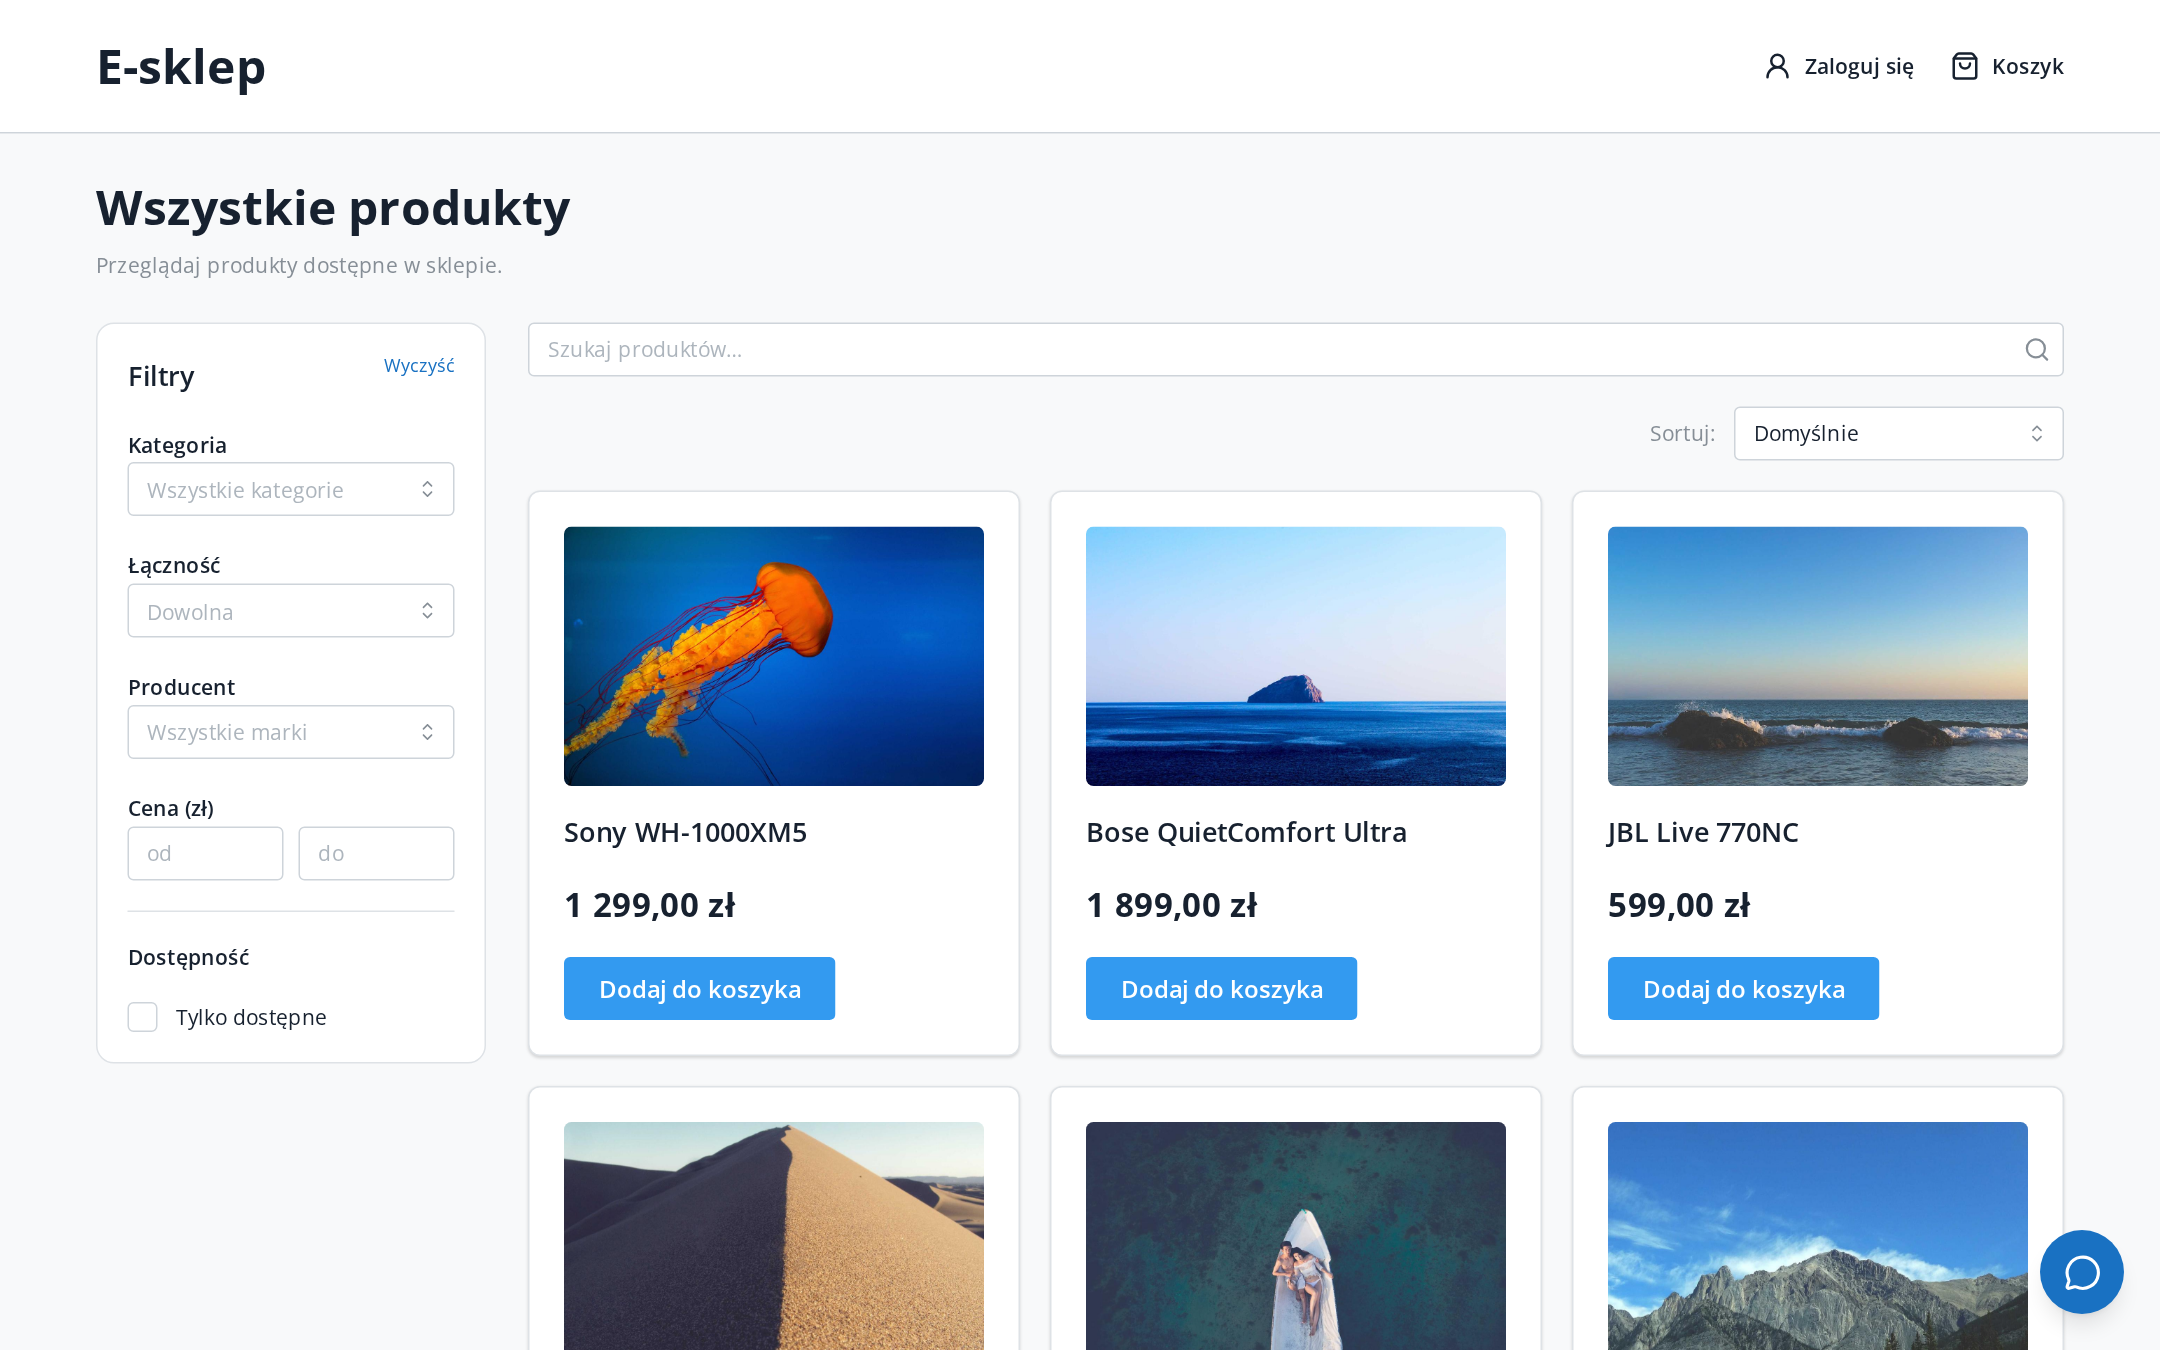 E-sklep
Zaloguj się
Koszyk
Wszystkie produkty
Przeglądaj produkty dostępne w sklepie.
Filtry
Wyczyść
Kategoria
Wszystkie kategorie
Łączność
Dowolna
Producent
Wszystkie marki
Cena (zł)
od
do
Dostępność
Tylko dostępne
Szukaj produktów...
Sortuj:
Domyślnie
Sony WH-1000XM5
1 299,00 zł
Dodaj do koszyka
Bose QuietComfort Ultra
1 899,00 zł
Dodaj do koszyka
JBL Live 770NC
599,00 zł
Dodaj do koszyka